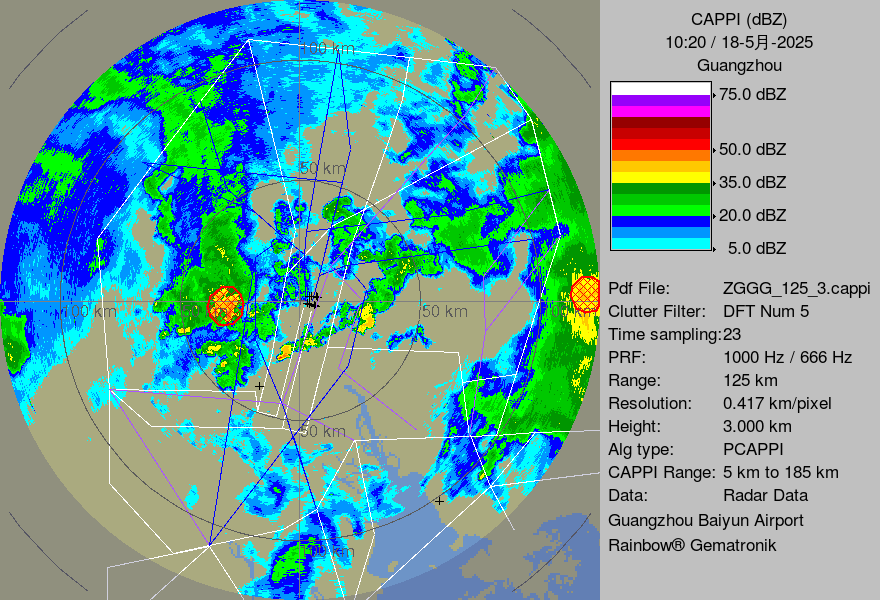 CAPPI (dBZ)
10:20 / 18-5月-2025
Guangzhou
75.0 dBZ
50.0 dBZ
35.0 dBZ
20.0 dBZ
5.0 dBZ
Pdf File: ZGGG_125_3.cappi
Clutter Filter: DFT Num 5
Time sampling:23
PRF: 1000 Hz / 666 Hz
Range: 125 km
Resolution: 0.417 km/pixel
Height: 3.000 km
Alg type: PCAPPI
CAPPI Range: 5 km to 185 km
Data: Radar Data
Guangzhou Baiyun Airport
Rainbow® Gematronik
100 km
50 km
100 km
50 km
50 km